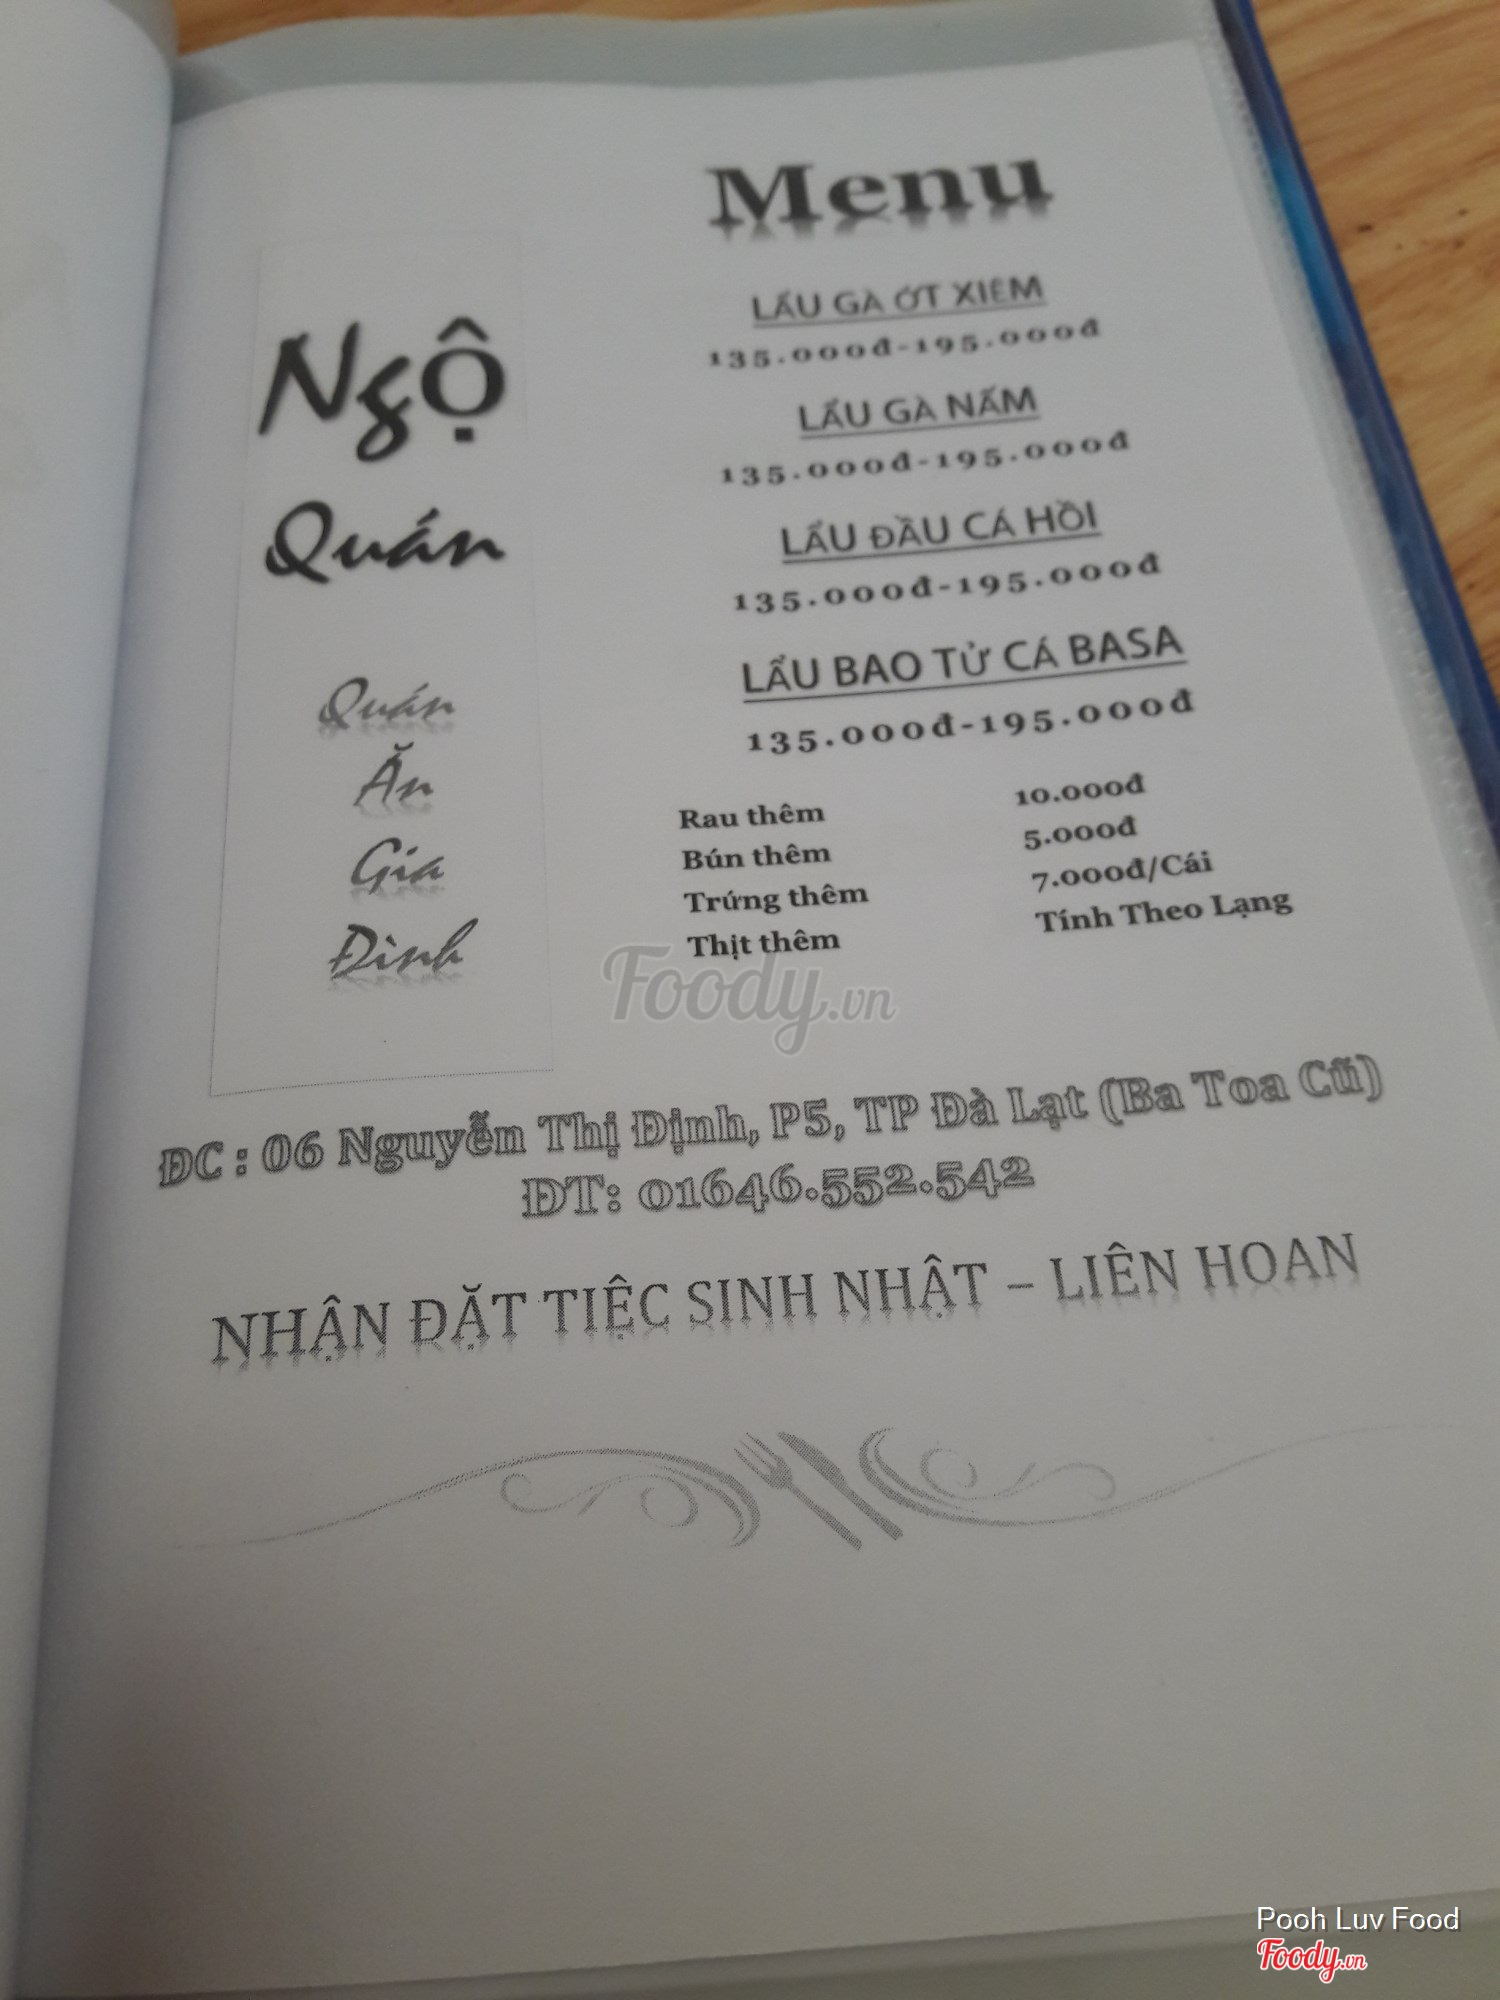 Menu
Ngộ
Quán
Quán
Ăn
Gia
Đình
LẨU GÀ ỚT XIÊM
135.000đ-195.000đ
LẨU GÀ NẤM
135.000đ-195.000đ
LẨU ĐẦU CÁ HỒI
135.000đ-195.000đ
LẨU BAO TỬ CÁ BASA
135.000đ-195.000đ
Rau thêm 10.000đ
Bún thêm 5.000đ
Trứng thêm 7.000đ/Cái
Thịt thêm Tính Theo Lạng
Foody.vn
ĐC : 06 Nguyễn Thị Định, P5, TP Đà Lạt (Ba Toa Cũ)
ĐT: 01646.552.542
NHẬN ĐẶT TIỆC SINH NHẬT – LIÊN HOAN
Pooh Luv Food
Foody.vn